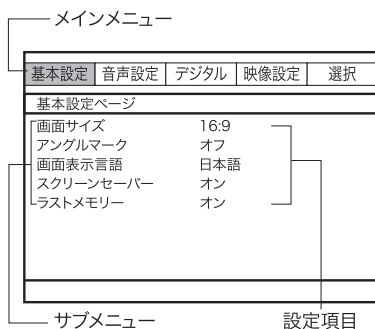 メインメニュー
基本設定 音声設定 デジタル 映像設定 選択
基本設定ページ
画面サイズ 16:9
アングルマーク オフ
画面表示言語 日本語
スクリーンセーバー オン
ラストメモリー オン
サブメニュー 設定項目